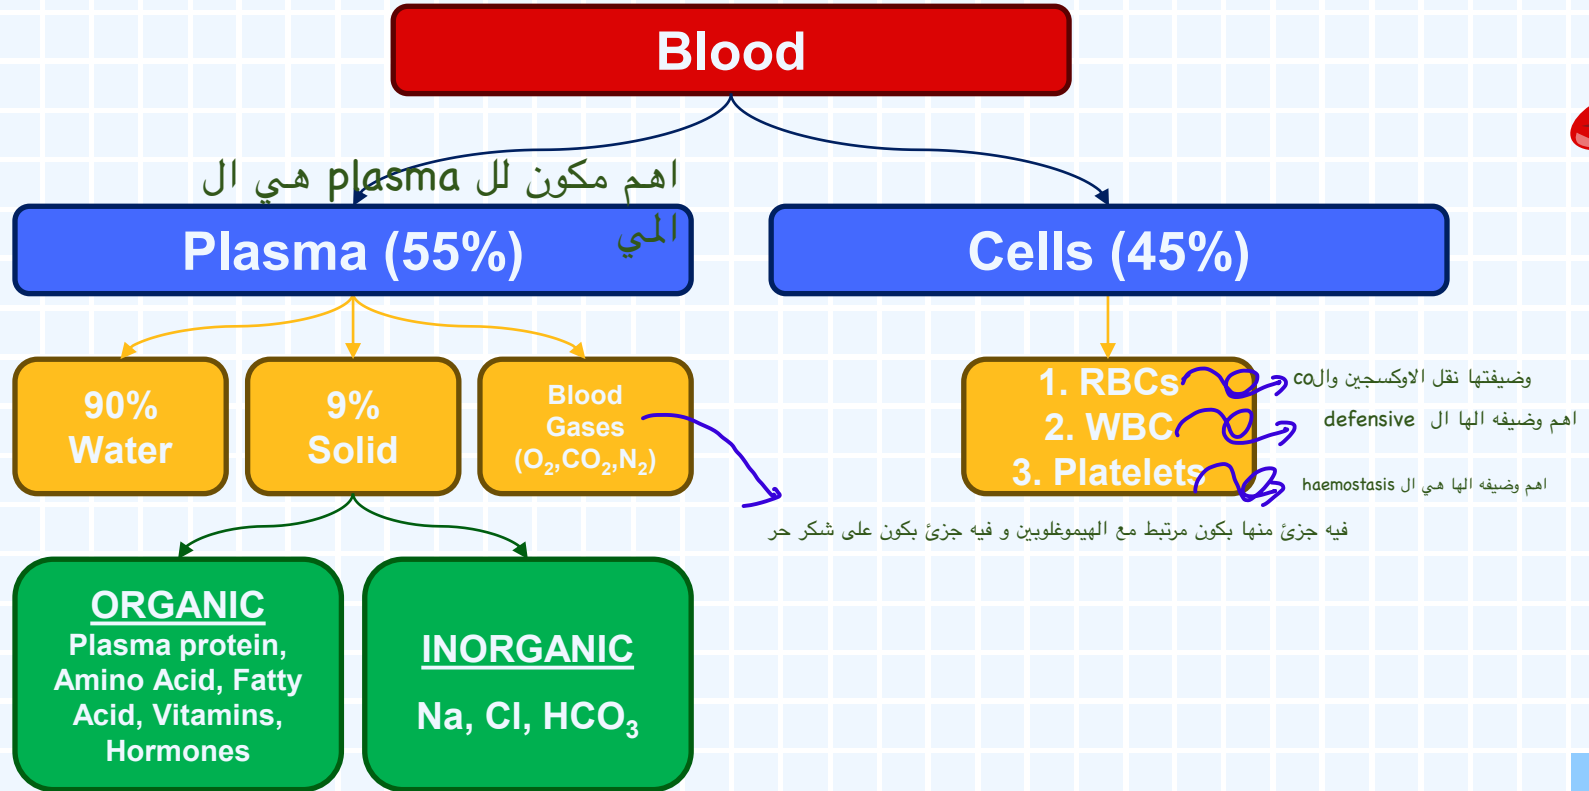 Blood
اهم مكون لل plasma هي ال
المي
Plasma (55%)
Cells (45%)
90%
Water
9%
Solid
Blood
Gases
(O₂,CO₂,N₂)
1. RBCs
2. WBC
3. Platelets
وضيفتها نقل الاوكسجين والco
اهم وضيفه الها ال defensive
اهم وضيفه الها هي ال haemostasis
فيه جزئ منها بكون مرتبط مع الهيموغلوبين و فيه جزئ بكون على شكر حر
ORGANIC
Plasma protein,
Amino Acid, Fatty
Acid, Vitamins,
Hormones
INORGANIC
Na, Cl, HCO₃